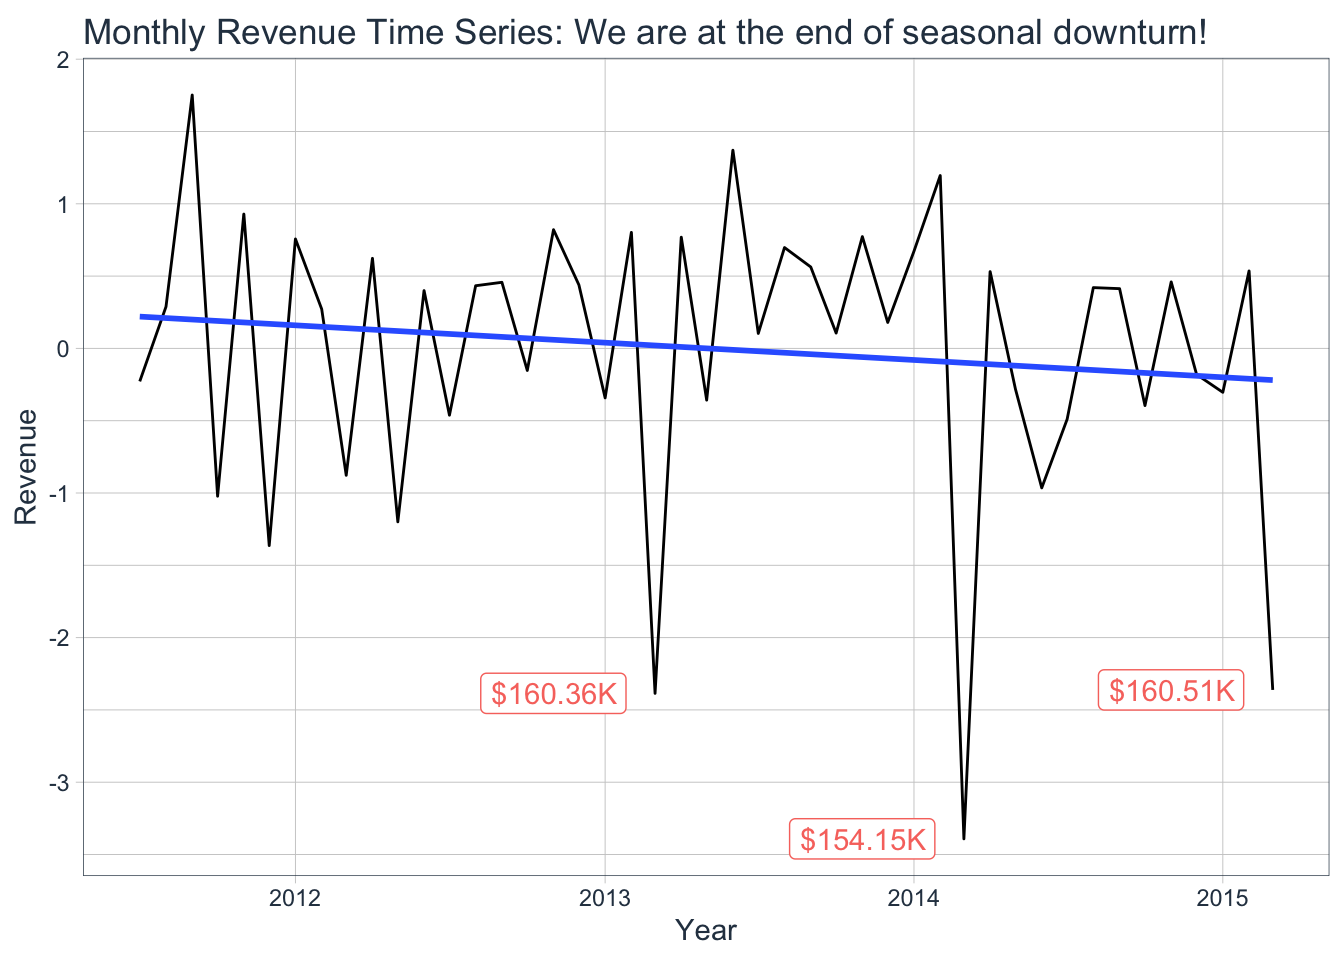 Monthly Revenue Time Series: We are at the end of seasonal downturn!
2
1
0
-1
-2
-3
Revenue
$160.36K
$160.51K
$154.15K
2012
2013
2014
2015
Year